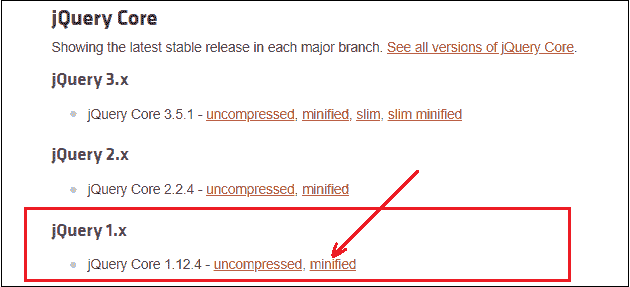 jQuery Core
Showing the latest stable release in each major branch. See all versions of jQuery Core.
jQuery 3.x
jQuery Core 3.5.1 - uncompressed, minified, slim, slim minified
jQuery 2.x
jQuery Core 2.2.4 - uncompressed, minified
jQuery 1.x
jQuery Core 1.12.4 - uncompressed, minified